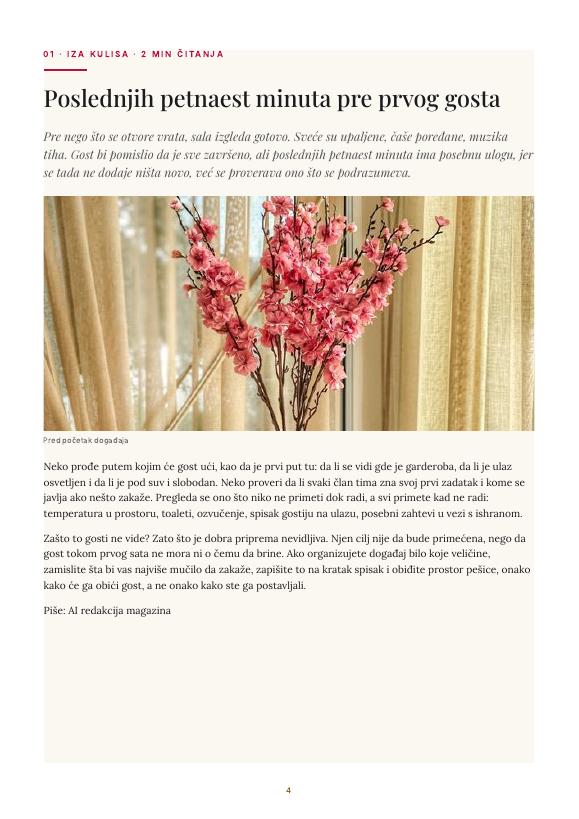 01 · IZA KULISA · 2 MIN ČITANJA
Poslednjih petnaest minuta pre prvog gosta
Pre nego što se otvore vrata, sala izgleda gotovo. Sveće su upaljene, čaše poređane, muzika
tiha. Gost bi pomislio da je sve završeno, ali poslednjih petnaest minuta ima posebnu ulogu, jer
se tada ne dodaje ništa novo, već se proverava ono što se podrazumeva.
Pred početak događaja
Neko prođe putem kojim će gost ući, kao da je prvi put tu: da li se vidi gde je garderoba, da li je ulaz
osvetljen i da li je pod suv i slobodan. Neko proveri da li svaki član tima zna svoj prvi zadatak i kome se
javlja ako nešto zakaže. Pregleda se ono što niko ne primeti dok radi, a svi primete kad ne radi:
temperatura u prostoru, toaleti, ozvučenje, spisak gostiju na ulazu, posebni zahtevi u vezi s ishranom.
Zašto to gosti ne vide? Zato što je dobra priprema nevidljiva. Njen cilj nije da bude primećena, nego da
gost tokom prvog sata ne mora ni o čemu da brine. Ako organizujete događaj bilo koje veličine,
zamislite šta bi vas najviše mučilo da zakaže, zapišite to na kratak spisak i obiđite prostor pešice, onako
kako će ga obići gost, a ne onako kako ste ga postavljali.
Piše: AI redakcija magazina
4